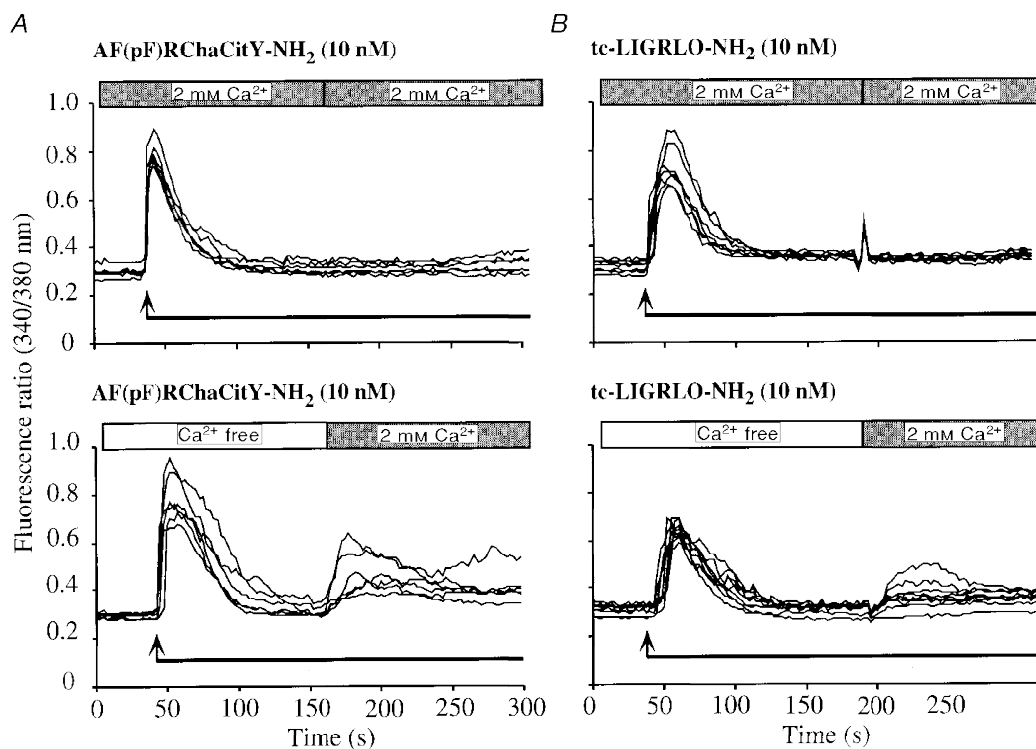 A
B
AF(pF)RChaCitY-NH2 (10 nM)
tc-LIGRLO-NH2 (10 nM)
2 mM Ca2+
2 mM Ca2+
2 mM Ca2+
2 mM Ca2+
1.0
0.8
0.6
0.4
0.2
0
Fluorescence ratio (340/380 nm)
AF(pF)RChaCitY-NH2 (10 nM)
tc-LIGRLO-NH2 (10 nM)
Ca2+ free
2 mM Ca2+
Ca2+ free
2 mM Ca2+
1.0
0.8
0.6
0.4
0.2
0
0 50 100 150 200 250 300
0 50 100 150 200 250
Time (s)
Time (s)